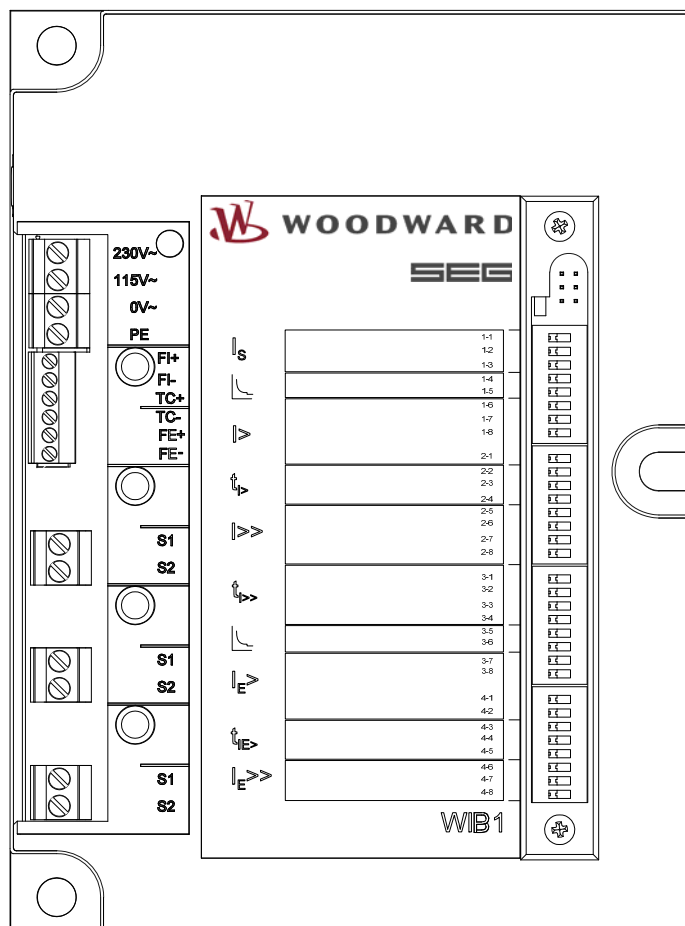 WOODWARD
SEG
230V~
115V~
0V~
PE
FI+
FI-
TC+
TC-
FE+
FE-
S1
S2
S1
S2
S1
S2
IS
1-1
1-2
1-3
1-4
1-5
I>
1-6
1-7
1-8
2-1
tI>
2-2
2-3
2-4
I>>
2-5
2-6
2-7
2-8
tI>>
3-1
3-2
3-3
3-4
3-5
3-6
IE>
3-7
3-8
4-1
4-2
tIE>
4-3
4-4
4-5
IE>>
4-6
4-7
4-8
WIB1